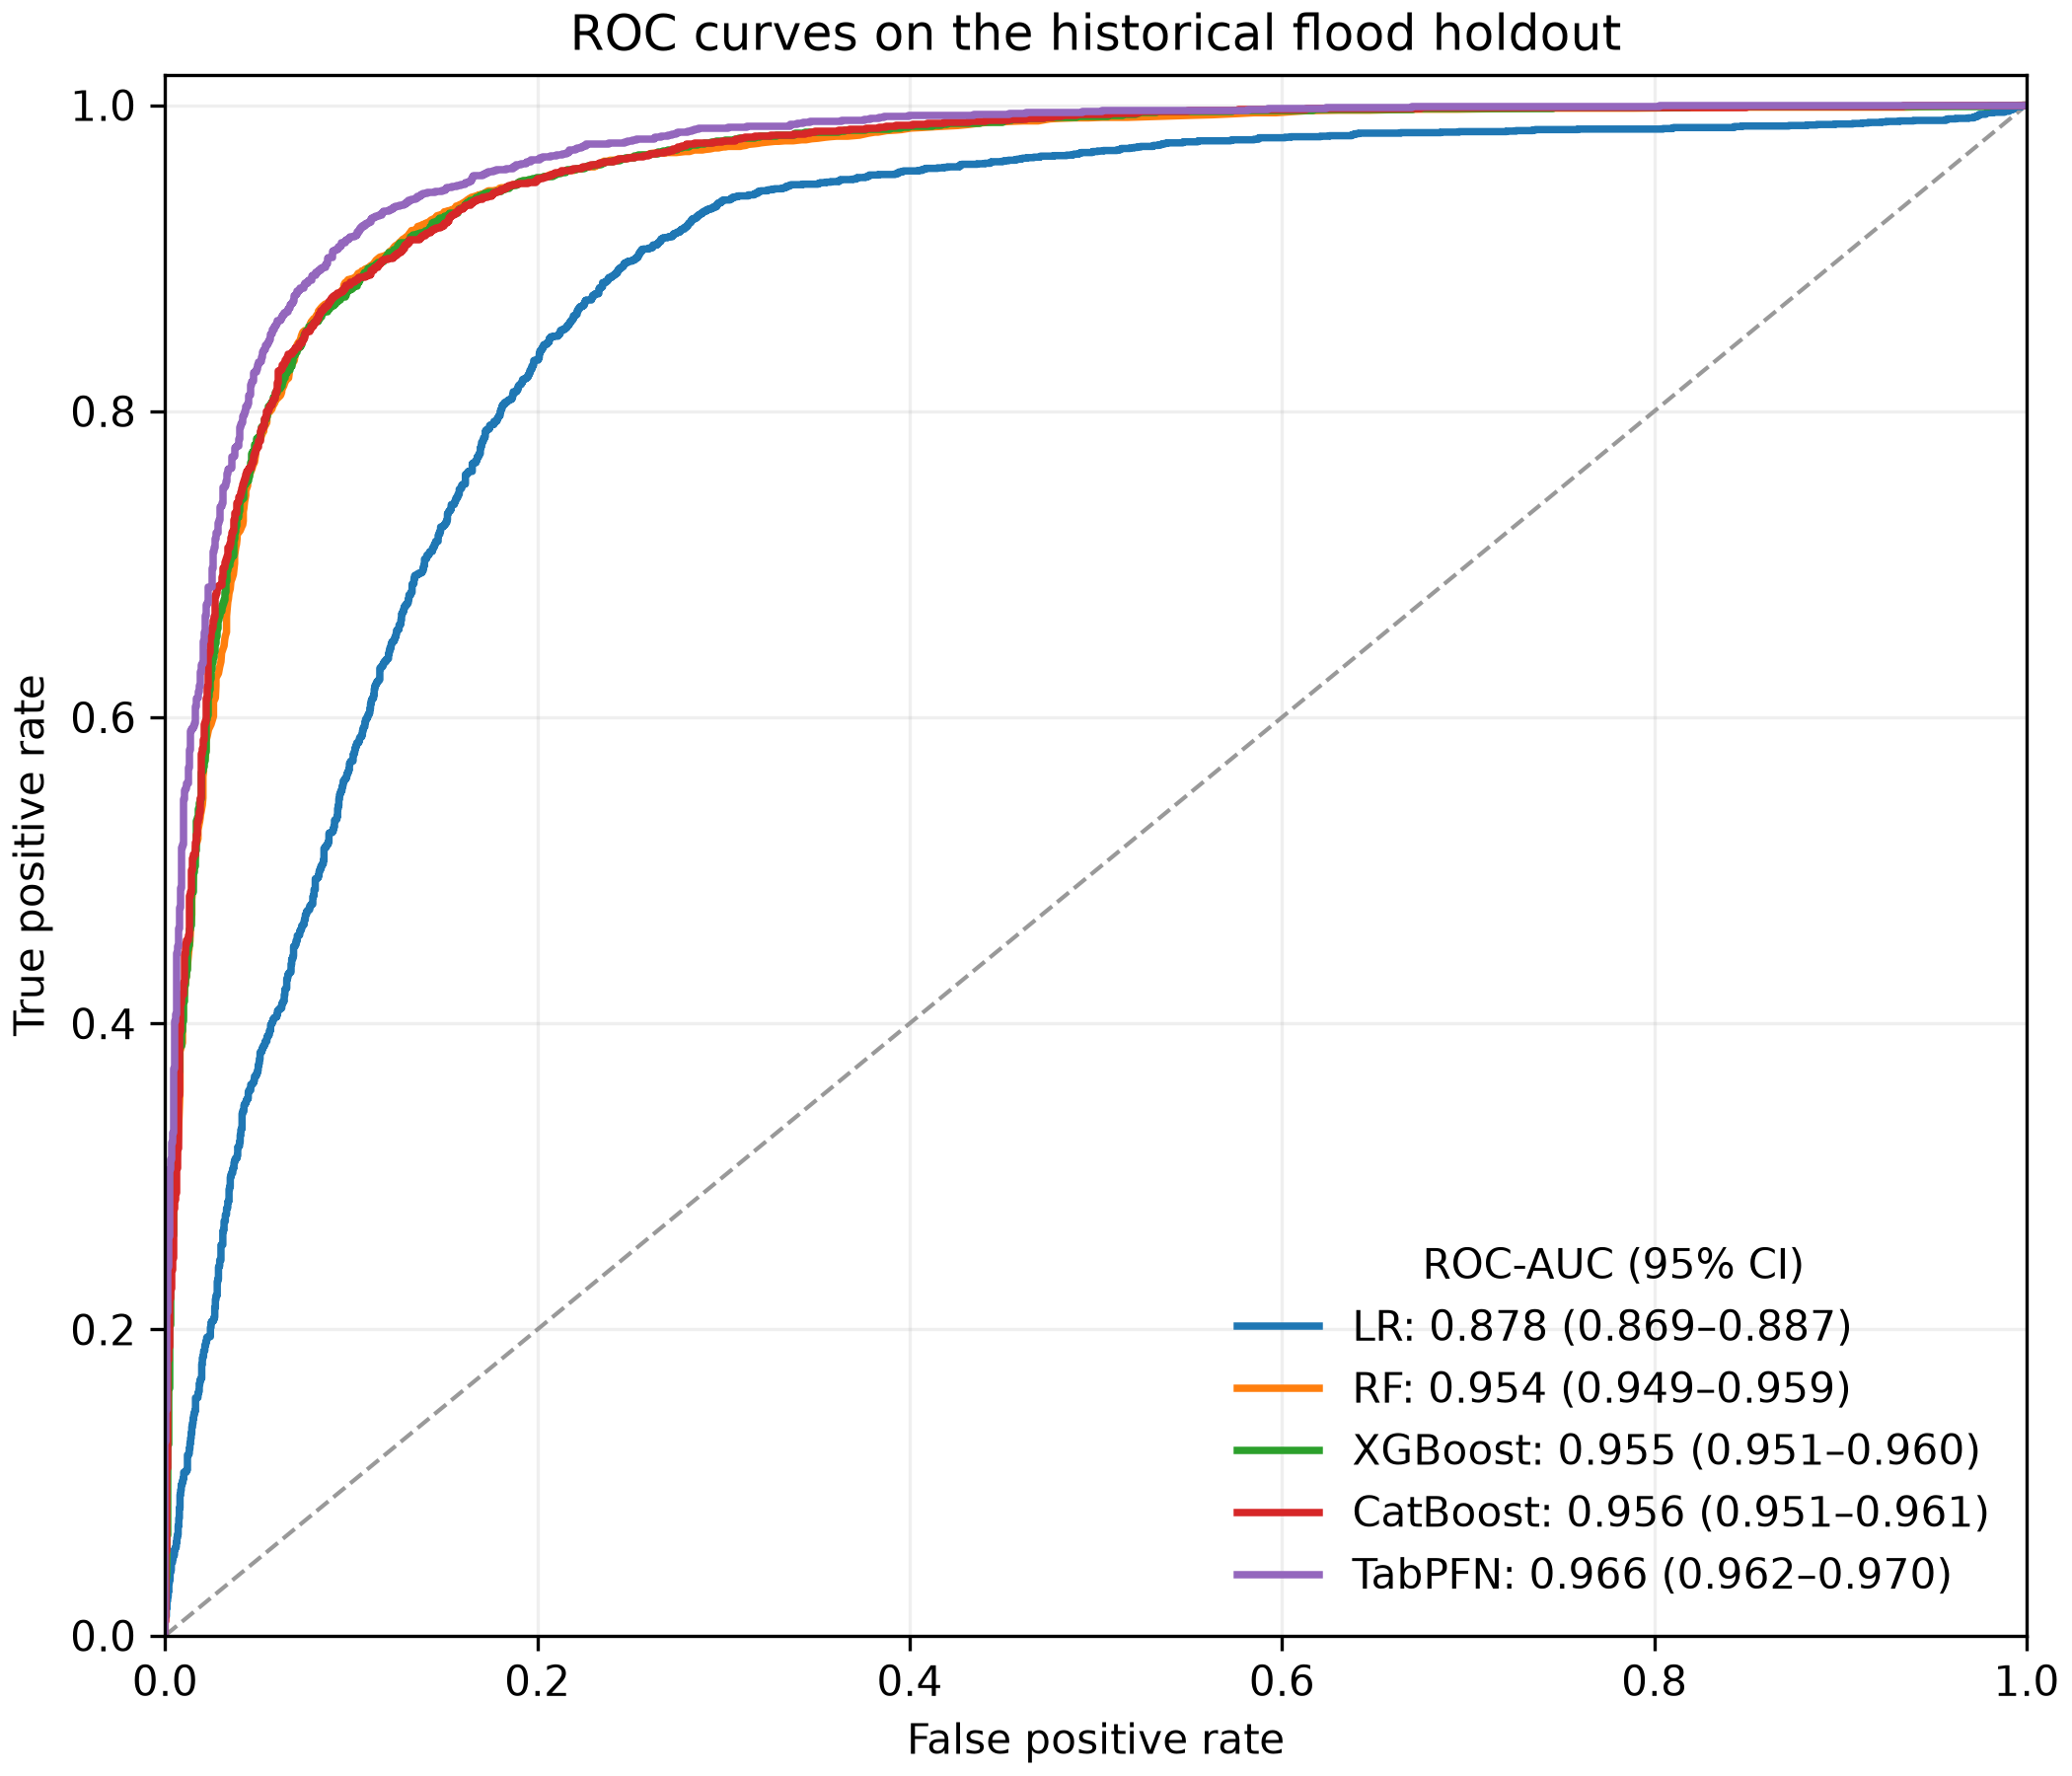 ROC curves on the historical flood holdout
1.0
0.8
0.6
0.4
0.2
0.0
True positive rate
0.0 0.2 0.4 0.6 0.8 1.0
False positive rate
ROC-AUC (95% CI)
LR: 0.878 (0.869–0.887)
RF: 0.954 (0.949–0.959)
XGBoost: 0.955 (0.951–0.960)
CatBoost: 0.956 (0.951–0.961)
TabPFN: 0.966 (0.962–0.970)